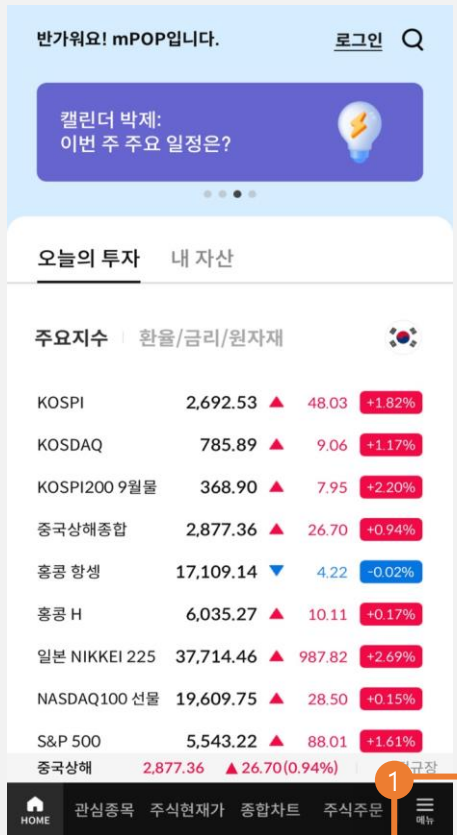 반가워요! mPOP입니다. 로그인
캘린더 박제:
이번 주 주요 일정은?
오늘의 투자 내 자산
주요지수 환율/금리/원자재
KOSPI 2,692.53 ▲ 48.03 +1.82%
KOSDAQ 785.89 ▲ 9.06 +1.17%
KOSPI200 9월물 368.90 ▲ 7.95 +2.20%
중국상해종합 2,877.36 ▲ 26.70 +0.94%
홍콩 항셍 17,109.14 ▼ 4.22 -0.02%
홍콩 H 6,035.27 ▲ 10.11 +0.17%
일본 NIKKEI 225 37,714.46 ▲ 987.82 +2.69%
NASDAQ100 선물 19,609.75 ▲ 28.50 +0.15%
S&P 500 5,543.22 ▲ 88.01 +1.61%
중국상해 2,877.36 ▲26.70(0.94%) 규장
1
HOME 관심종목 주식현재가 종합차트 주식주문 메뉴